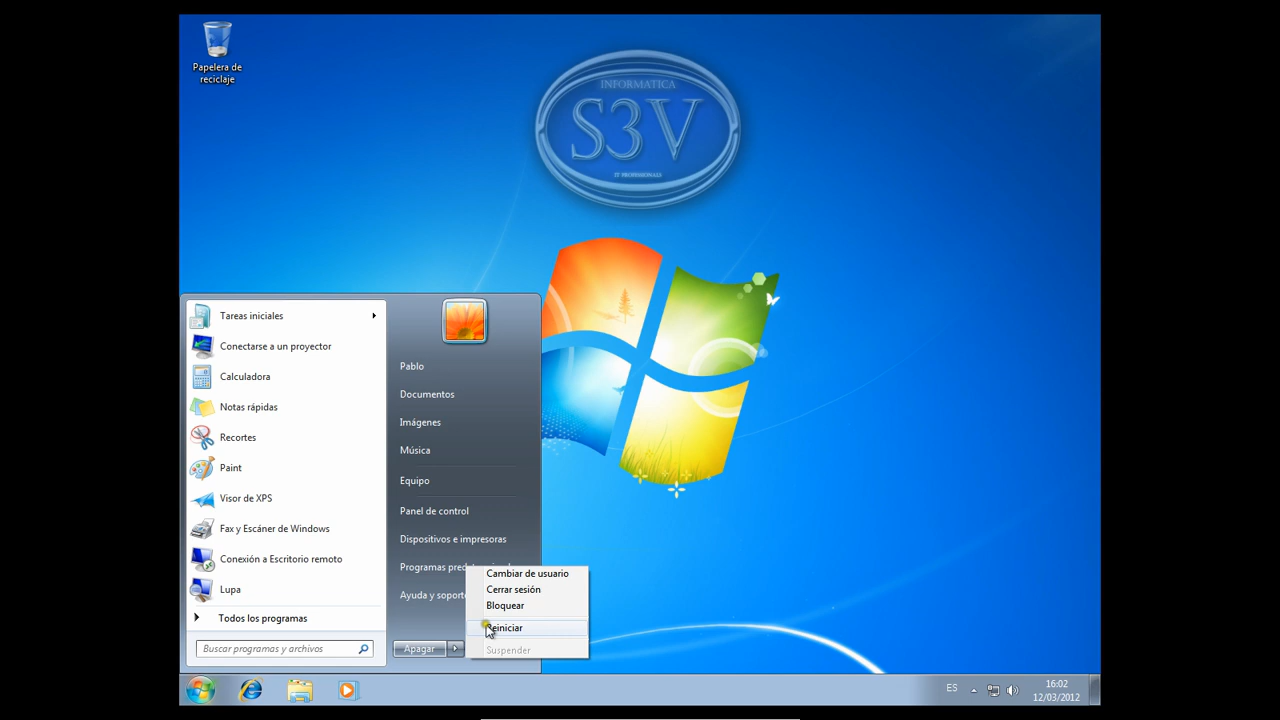 Papelera de
reciclaje
INFORMATICA
S3V
IT PROFESSIONALS
Tareas iniciales
Conectarse a un proyector
Calculadora
Notas rápidas
Recortes
Paint
Visor de XPS
Fax y Escáner de Windows
Conexión a Escritorio remoto
Lupa
Todos los programas
Buscar programas y archivos
Pablo
Documentos
Imágenes
Música
Equipo
Panel de control
Dispositivos e impresoras
Programas
Ayuda y soporte
Apagar
Cambiar de usuario
Cerrar sesión
Bloquear
Reiniciar
Suspender
ES
16:02
12/03/2012